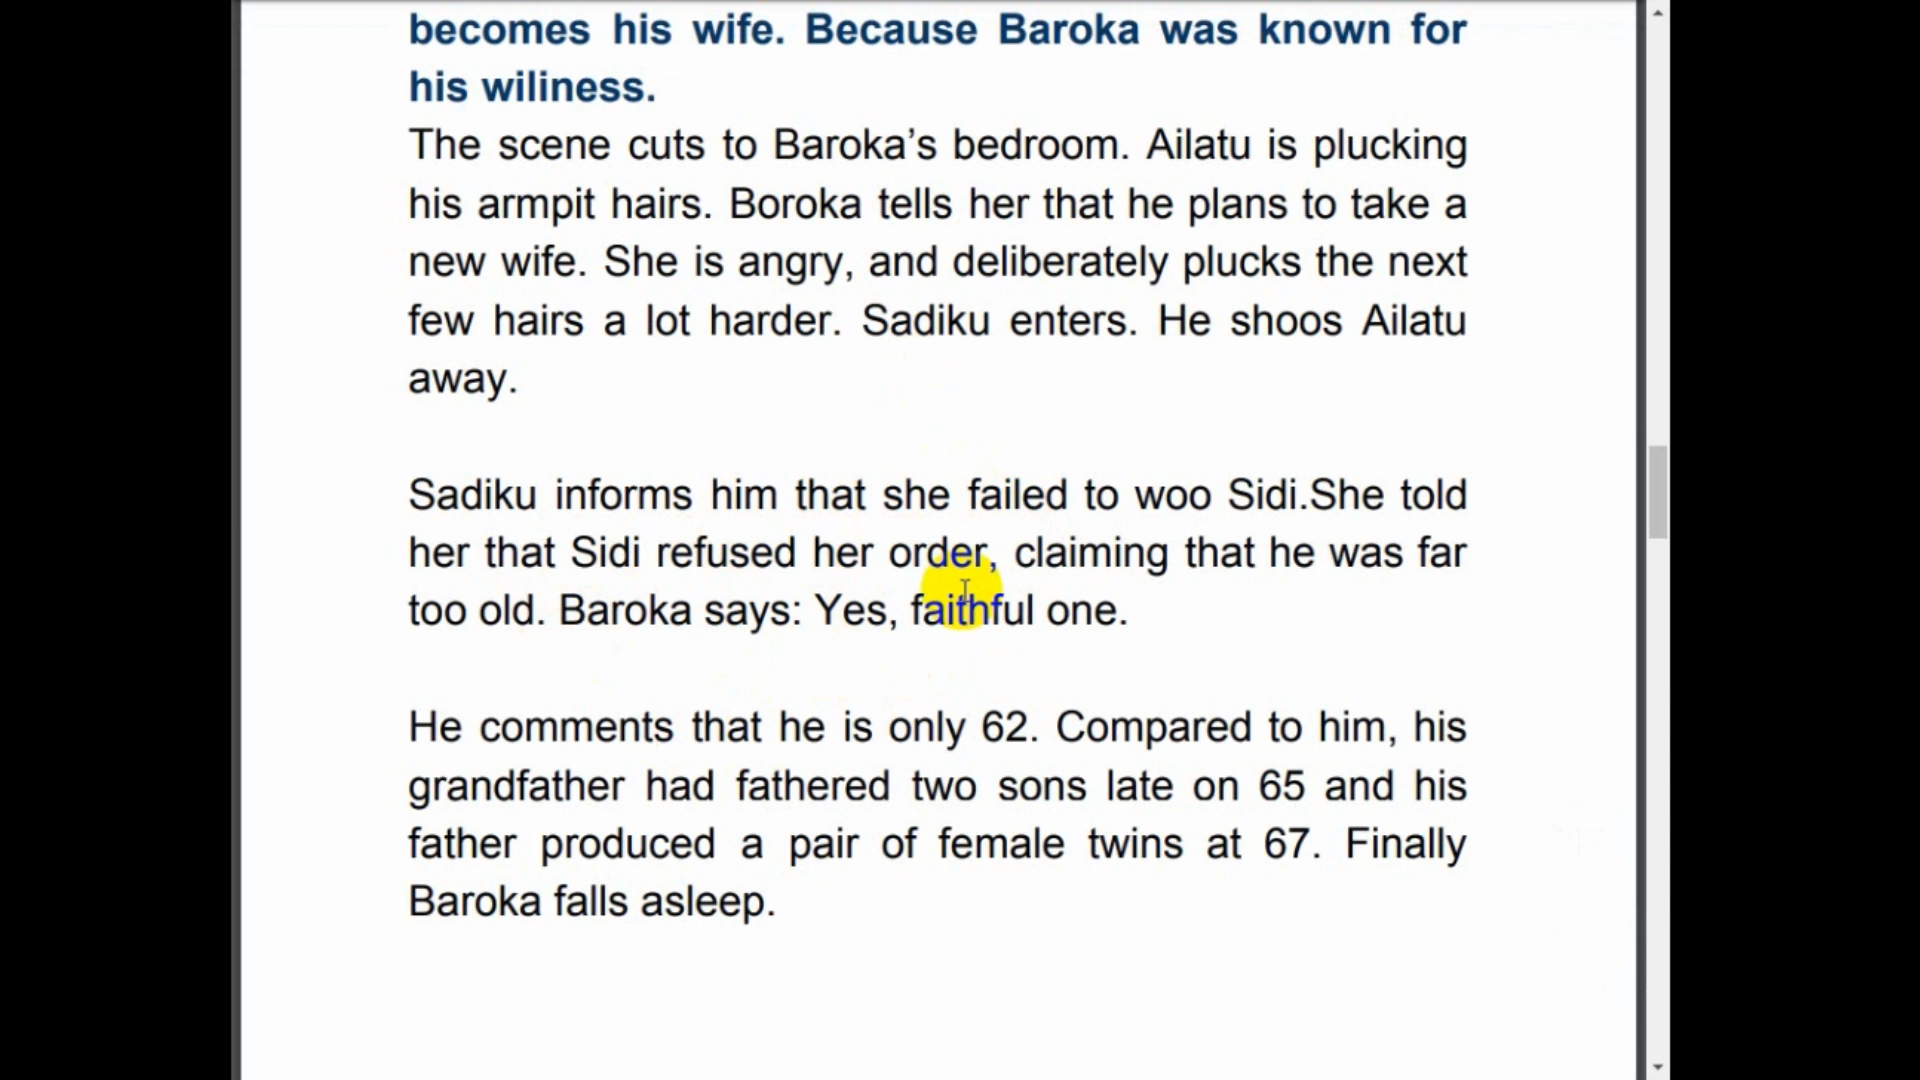 becomes his wife. Because Baroka was known for
his wiliness.
The scene cuts to Baroka’s bedroom. Ailatu is plucking
his armpit hairs. Boroka tells her that he plans to take a
new wife. She is angry, and deliberately plucks the next
few hairs a lot harder. Sadiku enters. He shoos Ailatu
away.
Sadiku informs him that she failed to woo Sidi.She told
her that Sidi refused her order, claiming that he was far
too old. Baroka says: Yes, faithful one.
He comments that he is only 62. Compared to him, his
grandfather had fathered two sons late on 65 and his
father produced a pair of female twins at 67. Finally
Baroka falls asleep.